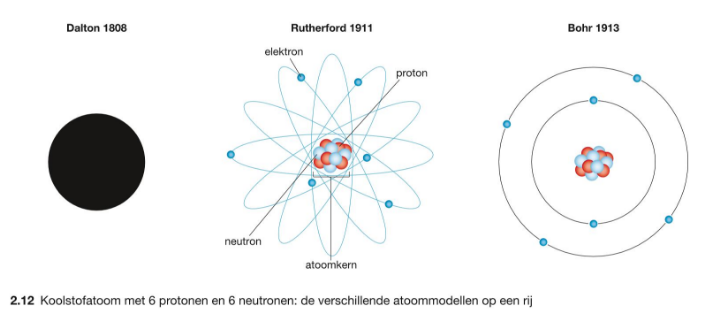 Dalton 1808
Rutherford 1911
Bohr 1913
elektron
proton
neutron
atoomkern
2.12 Koolstofatoom met 6 protonen en 6 neutronen: de verschillende atoommodellen op een rij